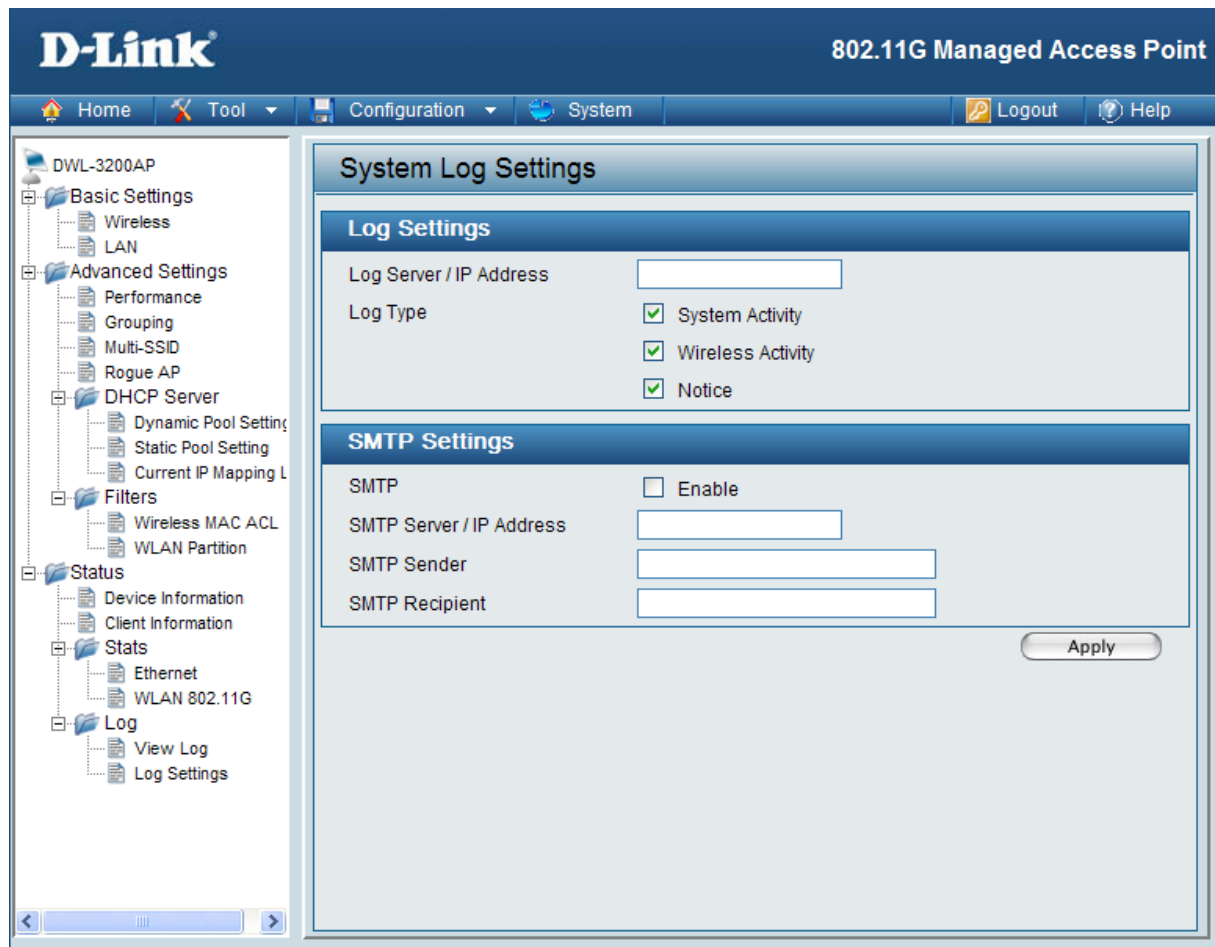 D-Link
802.11G Managed Access Point
Home Tool Configuration System Logout Help
DWL-3200AP
Basic Settings
Wireless
LAN
Advanced Settings
Performance
Grouping
Multi-SSID
Rogue AP
DHCP Server
Dynamic Pool Setting
Static Pool Setting
Current IP Mapping L
Filters
Wireless MAC ACL
WLAN Partition
Status
Device Information
Client Information
Stats
Ethernet
WLAN 802.11G
Log
View Log
Log Settings
System Log Settings
Log Settings
Log Server / IP Address
Log Type System Activity
Wireless Activity
Notice
SMTP Settings
SMTP Enable
SMTP Server / IP Address
SMTP Sender
SMTP Recipient
Apply